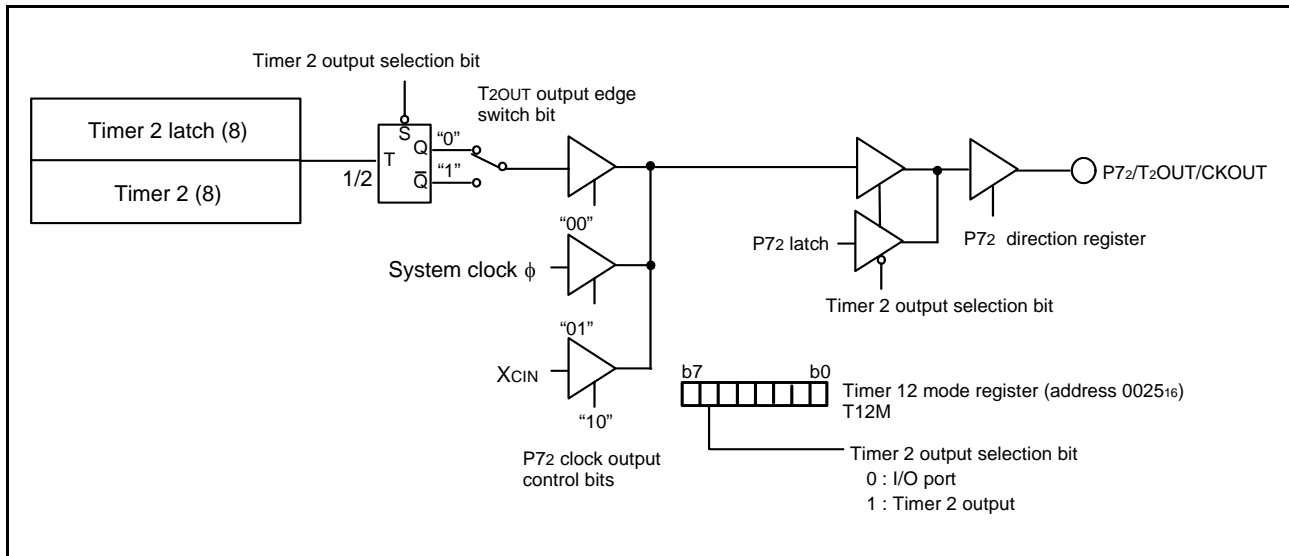 Timer 2 output selection bit
T2OUT output edge
switch bit
Timer 2 latch (8)
Timer 2 (8)
1/2
S
T
Q
Q̅
“0”
“1”
“00”
System clock ϕ
“01”
XCIN
“10”
P72 clock output
control bits
P72 latch
Timer 2 output selection bit
P72 direction register
P72/T2OUT/CKOUT
b7
b0
Timer 12 mode register (address 002516)
T12M
Timer 2 output selection bit
0 : I/O port
1 : Timer 2 output